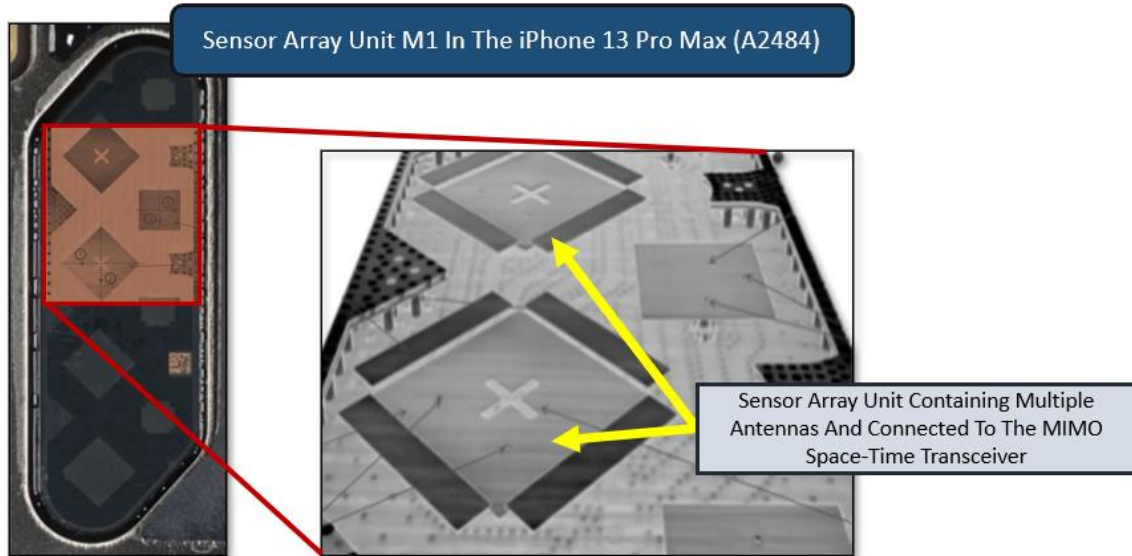 Sensor Array Unit M1 In The iPhone 13 Pro Max (A2484)
Sensor Array Unit Containing Multiple
Antennas And Connected To The MIMO
Space-Time Transceiver